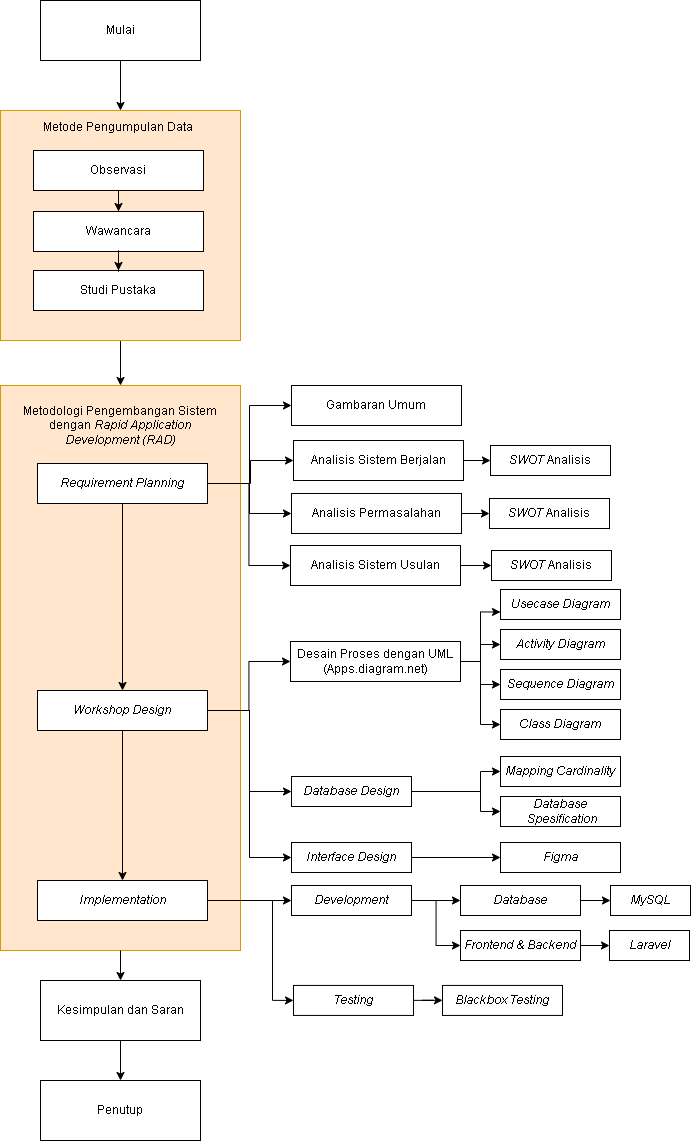 Mulai
Metode Pengumpulan Data
Observasi
Wawancara
Studi Pustaka
Metodologi Pengembangan Sistem
dengan Rapid Application
Development (RAD)
Requirement Planning
Gambaran Umum
Analisis Sistem Berjalan
SWOT Analisis
Analisis Permasalahan
SWOT Analisis
Analisis Sistem Usulan
SWOT Analisis
Workshop Design
Desain Proses dengan UML
(Apps.diagram.net)
Usecase Diagram
Activity Diagram
Sequence Diagram
Class Diagram
Database Design
Mapping Cardinality
Database
Spesification
Interface Design
Figma
Implementation
Development
Database
MySQL
Frontend & Backend
Laravel
Testing
Blackbox Testing
Kesimpulan dan Saran
Penutup